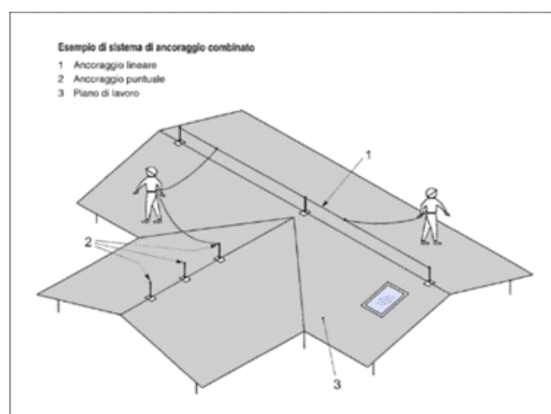 Esempio di sistema di ancoraggio combinato
1 Ancoraggio lineare
2 Ancoraggio puntuale
3 Piano di lavoro
1
2
3